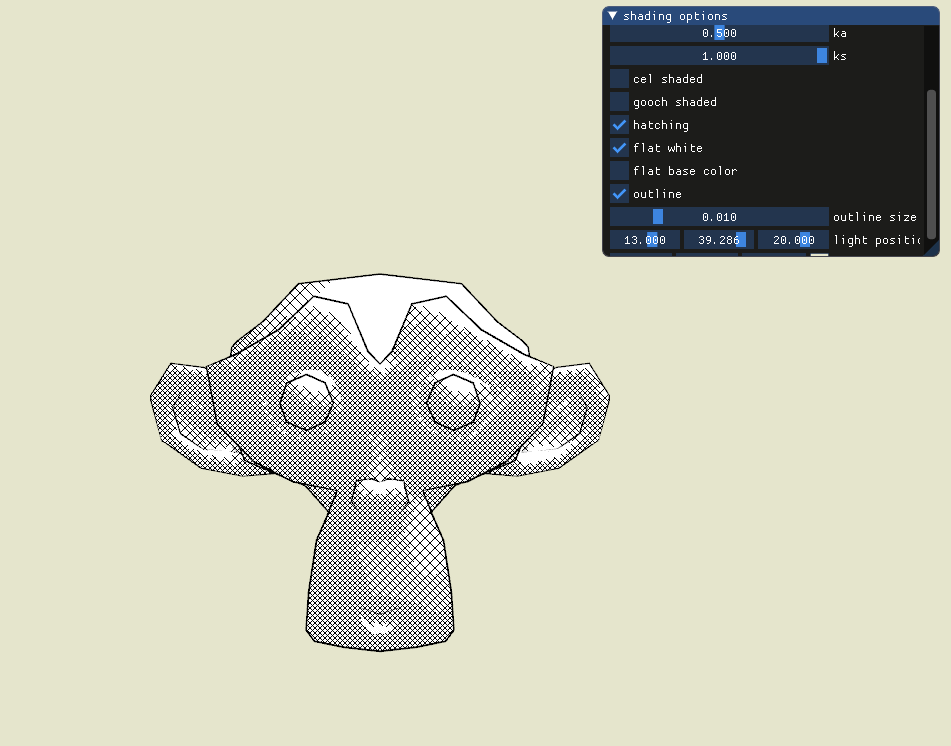 shading options
0.500 ka
1.000 ks
cel shaded
gooch shaded
hatching
flat white
flat base color
outline
0.010 outline size
13.000 39.286 20.000 light positic